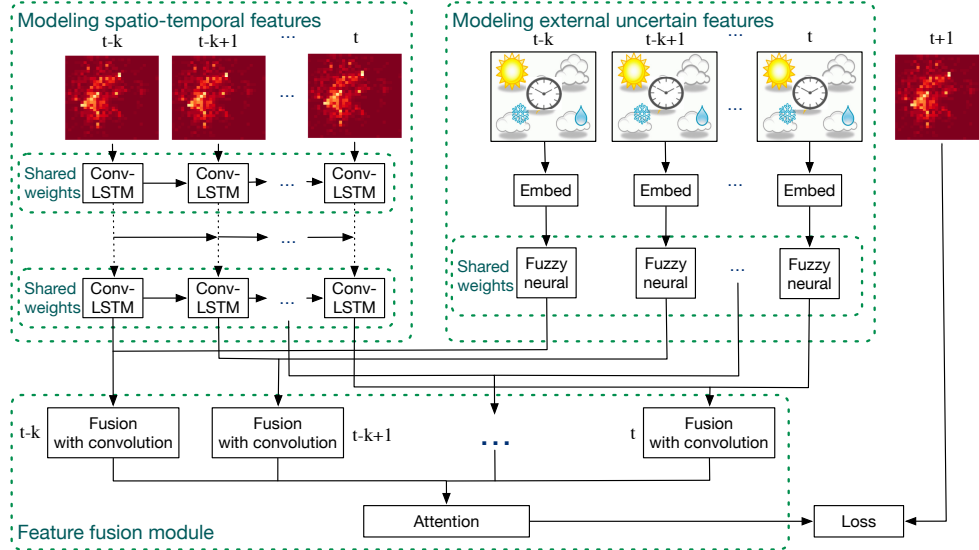 Modeling spatio-temporal features
t-k
t-k+1
...
t
...
Shared
weights
Conv-
LSTM
Conv-
LSTM
...
Conv-
LSTM
...
Shared
weights
Conv-
LSTM
Conv-
LSTM
...
Conv-
LSTM
Modeling external uncertain features
t-k
t-k+1
...
t
...
Embed
Embed
...
Embed
Shared
weights
Fuzzy
neural
Fuzzy
neural
...
Fuzzy
neural
t+1
t-k
Fusion
with convolution
Fusion
with convolution
t-k+1
...
t
Fusion
with convolution
Feature fusion module
Attention
Loss